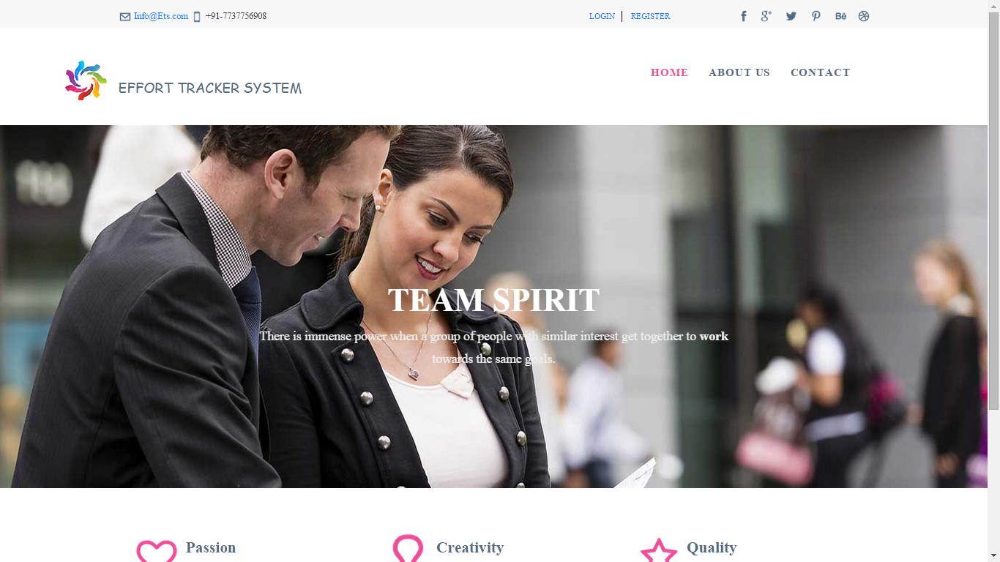 Info@Ets.com +91-7737756908 LOGIN REGISTER
HOME ABOUT US CONTACT
EFFORT TRACKER SYSTEM
TEAM SPIRIT
There is immense power when a group of people with similar interest get together to work
towards the same goals.
Passion Creativity Quality